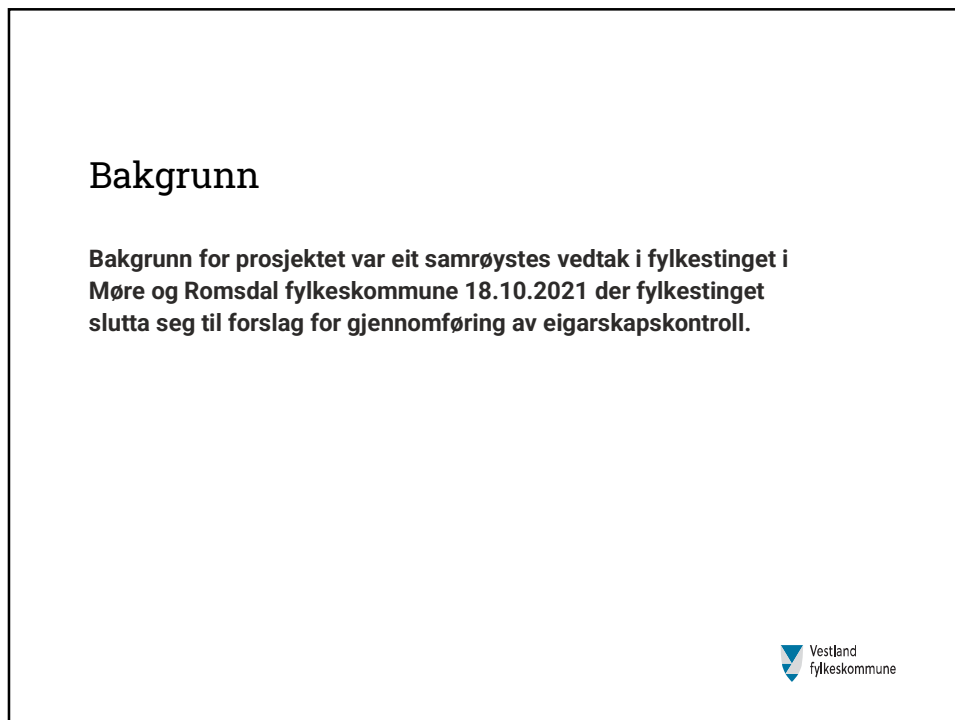 Bakgrunn
Bakgrunn for prosjektet var eit samrøystes vedtak i fylkestinget i
Møre og Romsdal fylkeskommune 18.10.2021 der fylkestinget
slutta seg til forslag for gjennomføring av eigarskapskontroll.
Vestland
fylkeskommune